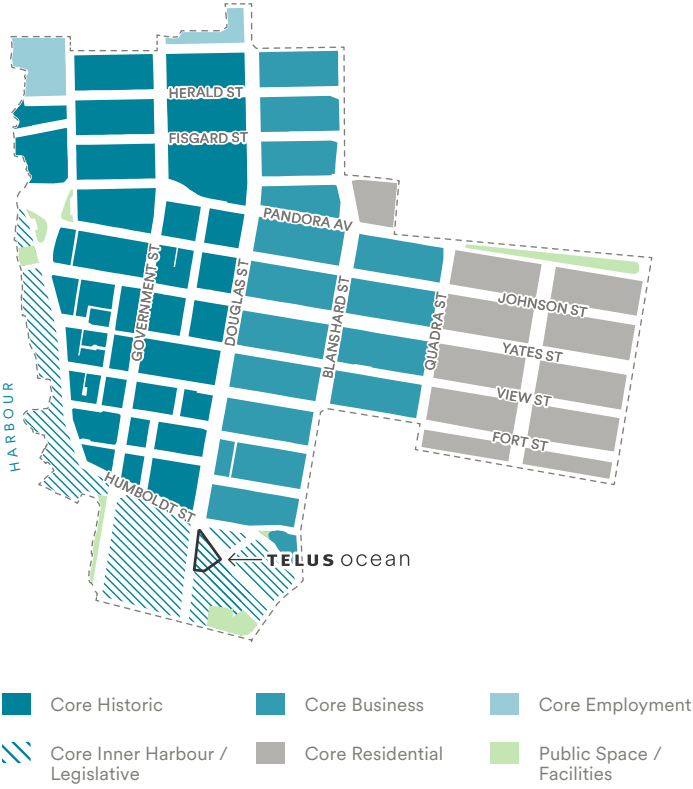 HERALD ST
FISGARD ST
PANDORA AV
GOVERNMENT ST
DOUGLAS ST
BLANSHARD ST
QUADRA ST
JOHNSON ST
YATES ST
VIEW ST
FORT ST
HARBOUR
HUMBOLDT ST
TELUS ocean
Core Historic
Core Business
Core Employment
Core Inner Harbour /
Legislative
Core Residential
Public Space /
Facilities